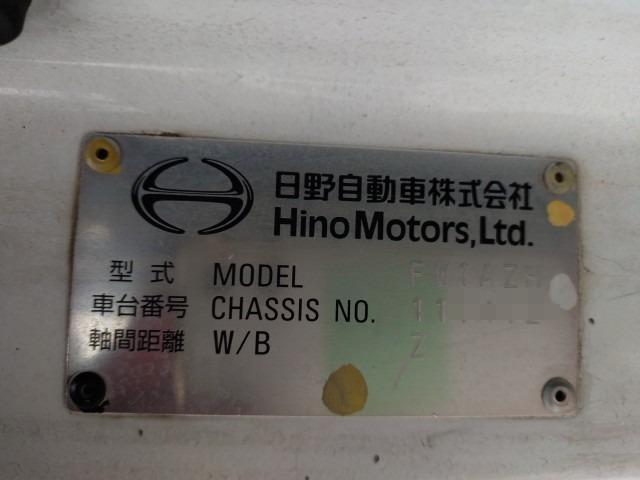 日野自動車株式会社
Hino Motors, Ltd.
型式 MODEL FW1AZH
車台番号 CHASSIS NO.
軸間距離 W/B Z